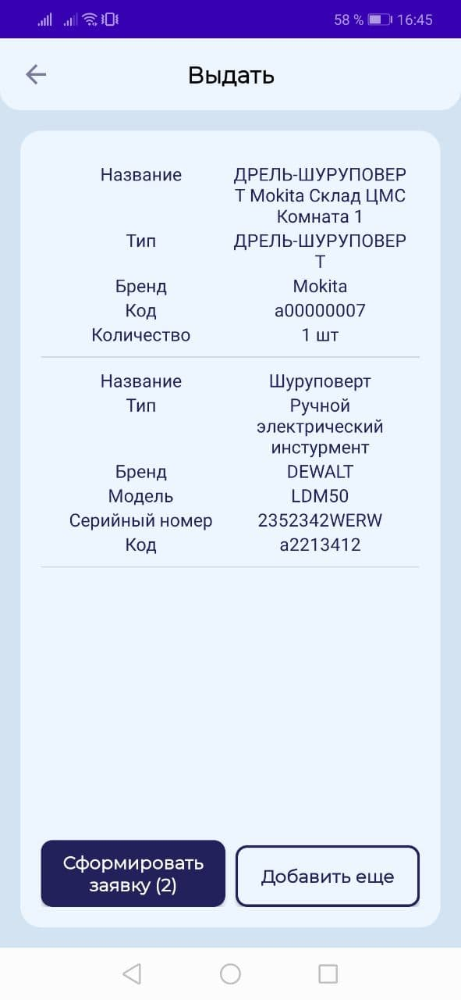 58 % 16:45
Выдать
Название ДРЕЛЬ-ШУРУПОВЕР
Т Mokita Склад ЦМС
Комната 1
Тип ДРЕЛЬ-ШУРУПОВЕР
Т
Бренд Mokita
Код a00000007
Количество 1 шт
Название Шуруповерт
Тип Ручной
электрический
инстурмент
Бренд DEWALT
Модель LDM50
Серийный номер 2352342WERW
Код a2213412
Сформировать
заявку (2)
Добавить еще